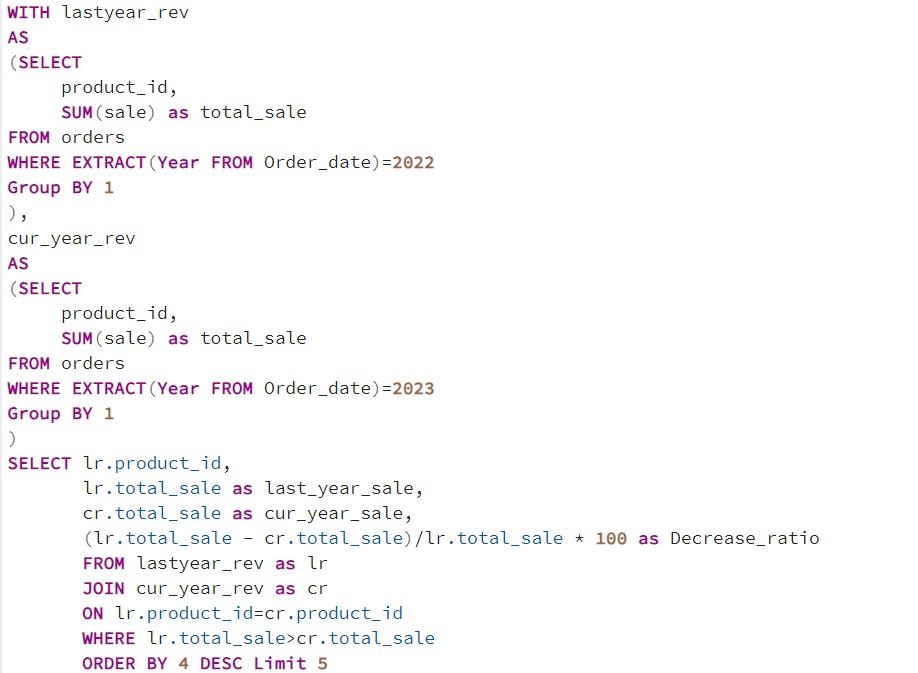 WITH lastyear_rev
AS
(SELECT
     product_id,
     SUM(sale) as total_sale
FROM orders
WHERE EXTRACT(Year FROM Order_date)=2022
Group BY 1
),
cur_year_rev
AS
(SELECT
     product_id,
     SUM(sale) as total_sale
FROM orders
WHERE EXTRACT(Year FROM Order_date)=2023
Group BY 1
)
SELECT lr.product_id,
       lr.total_sale as last_year_sale,
       cr.total_sale as cur_year_sale,
       (lr.total_sale - cr.total_sale)/lr.total_sale * 100 as Decrease_ratio
       FROM lastyear_rev as lr
       JOIN cur_year_rev as cr
       ON lr.product_id=cr.product_id
       WHERE lr.total_sale>cr.total_sale
       ORDER BY 4 DESC Limit 5